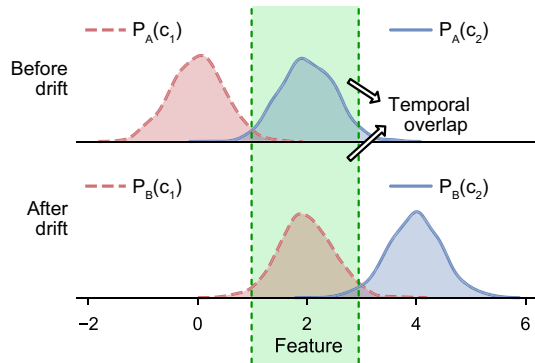 P_A(c_1)
P_A(c_2)
Before
drift
Temporal
overlap
P_B(c_1)
P_B(c_2)
After
drift
−2 0 2 4 6
Feature